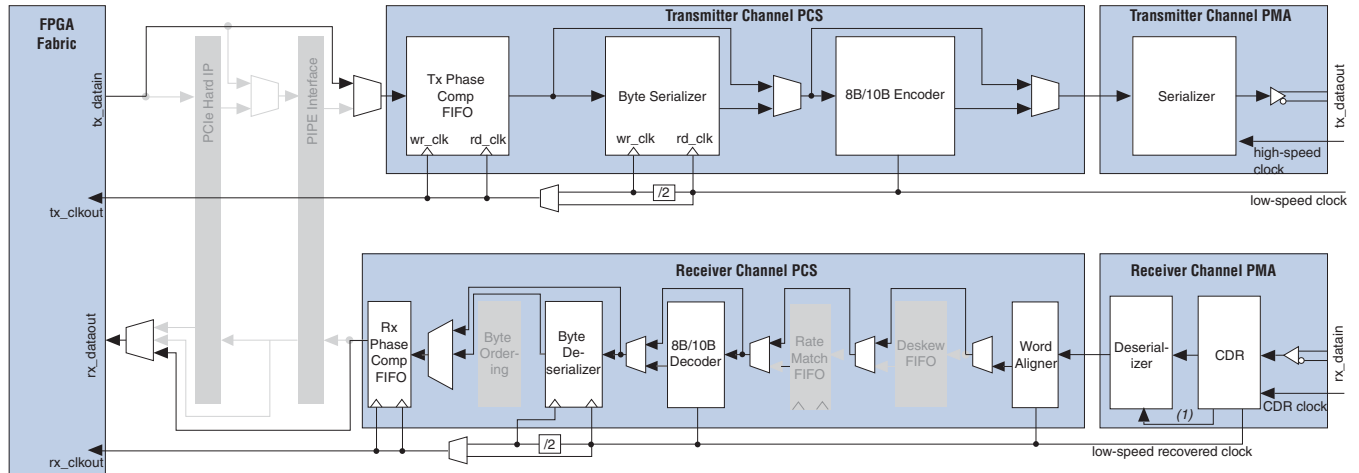 FPGA
Fabric
Transmitter Channel PCS
Transmitter Channel PMA
tx_datain
PCIe Hard IP
PIPE Interface
Tx Phase
Comp
FIFO
wr_clk
rd_clk
Byte Serializer
wr_clk
rd_clk
8B/10B Encoder
Serializer
tx_dataout
high-speed
clock
/2
tx_clkout
low-speed clock
Receiver Channel PCS
Receiver Channel PMA
rx_dataout
Rx
Phase
Comp
FIFO
Byte
Order-
ing
Byte
De-
serializer
8B/10B
Decoder
Rate
Match
FIFO
Deskew
FIFO
Word
Aligner
Deserial-
izer
CDR
rx_datain
CDR clock
(1)
/2
low-speed recovered clock
rx_clkout